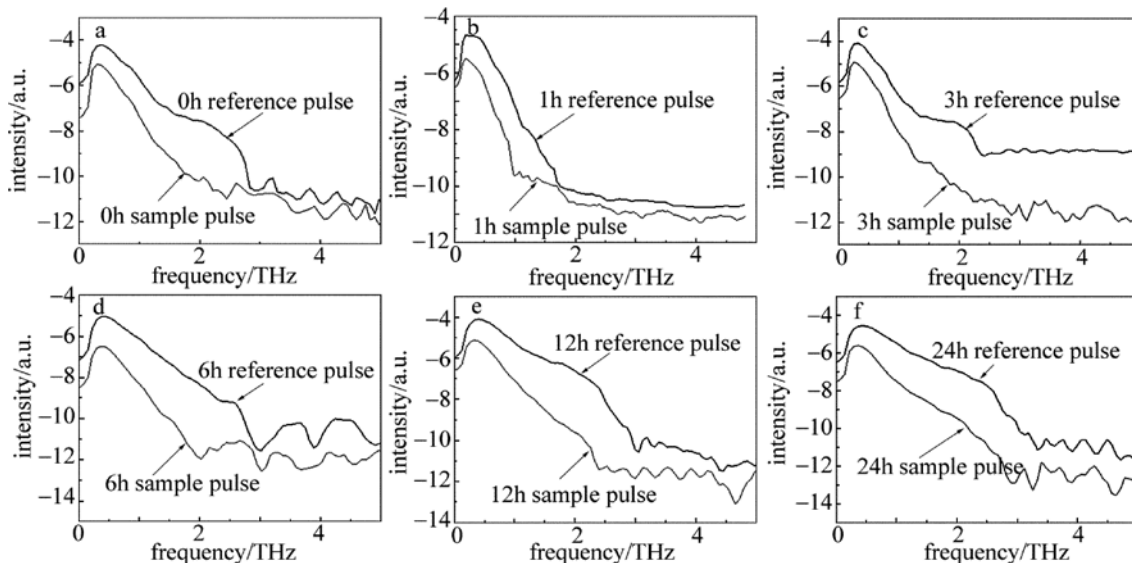 a
−4
−6
−8
−10
−12
0h reference pulse
0h sample pulse
0
2
4
frequency/THz
intensity/a.u.
b
−4
−6
−8
−10
−12
1h reference pulse
1h sample pulse
0
2
4
frequency/THz
intensity/a.u.
c
−4
−6
−8
−10
−12
3h reference pulse
3h sample pulse
0
2
4
frequency/THz
intensity/a.u.
d
−4
−6
−8
−10
−12
−14
6h reference pulse
6h sample pulse
0
2
4
frequency/THz
intensity/a.u.
e
−2
−4
−6
−8
−10
−12
−14
12h reference pulse
12h sample pulse
0
2
4
frequency/THz
intensity/a.u.
f
−2
−4
−6
−8
−10
−12
−14
24h reference pulse
24h sample pulse
0
2
4
frequency/THz
intensity/a.u.